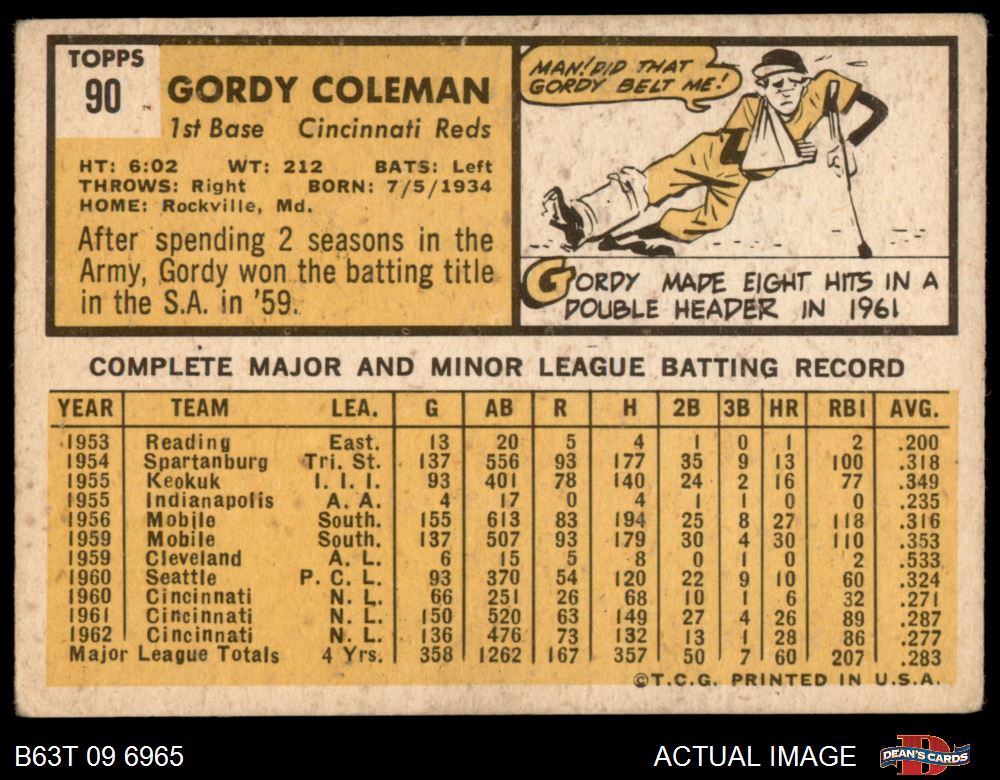 TOPPS
90
GORDY COLEMAN
1st Base Cincinnati Reds
HT: 6:02 WT: 212 BATS: Left
THROWS: Right BORN: 7/5/1934
HOME: Rockville, Md.
After spending 2 seasons in the
Army, Gordy won the batting title
in the S.A. in '59.
MAN! DID THAT
GORDY BELT ME!
GORDY MADE EIGHT HITS IN A
DOUBLE HEADER IN 1961
COMPLETE MAJOR AND MINOR LEAGUE BATTING RECORD
YEAR TEAM LEA. G AB R H 2B 3B HR RBI AVG.
1953 Reading East. 13 20 5 4 1 0 1 2 .200
1954 Spartanburg Tri. St. 137 556 93 177 35 9 13 100 .318
1955 Keokuk I. I. I. 93 401 78 140 24 2 16 77 .349
1955 Indianapolis A. A. 4 17 0 4 1 1 0 0 .235
1956 Mobile South. 155 613 83 194 25 8 27 118 .316
1959 Mobile South. 137 507 93 179 30 4 30 110 .353
1959 Cleveland A. L. 6 15 5 8 0 1 0 2 .533
1960 Seattle P. C. L. 93 370 54 120 22 9 10 60 .324
1960 Cincinnati N. L. 66 251 26 68 10 1 6 32 .271
1961 Cincinnati N. L. 150 520 63 149 27 4 26 89 .287
1962 Cincinnati N. L. 136 476 73 132 13 1 28 86 .277
Major League Totals 4 Yrs. 358 1262 167 357 50 7 60 207 .283
©T.C.G. PRINTED IN U.S.A.
B63T 09 6965 ACTUAL IMAGE DEAN'S CARDS